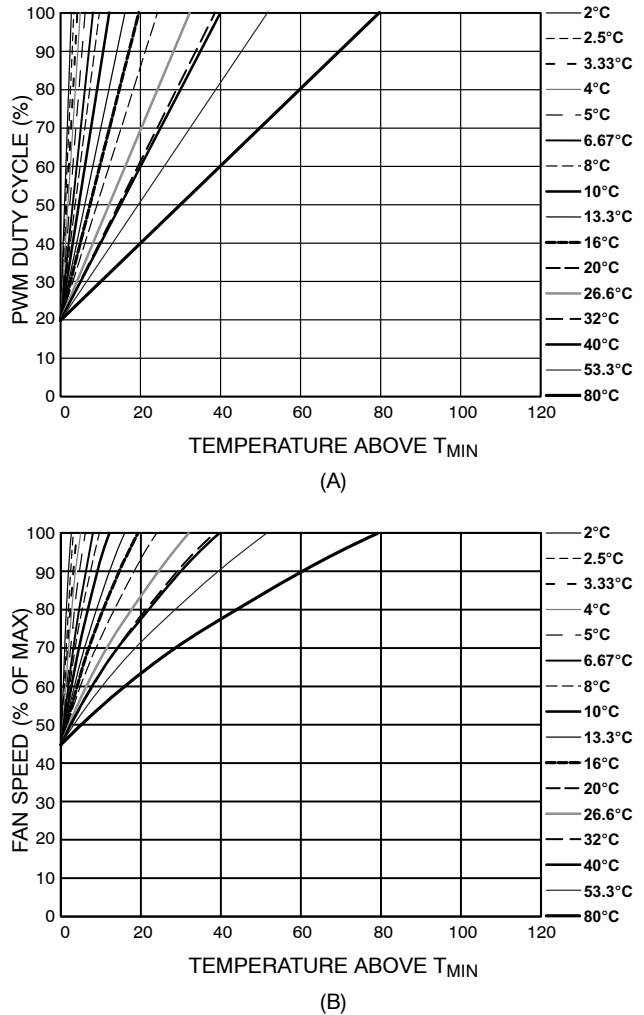 PWM DUTY CYCLE (%)
100
90
80
70
60
50
40
30
20
10
0
0 20 40 60 80 100 120
TEMPERATURE ABOVE TMIN
2°C
2.5°C
3.33°C
4°C
5°C
6.67°C
8°C
10°C
13.3°C
16°C
20°C
26.6°C
32°C
40°C
53.3°C
80°C
(A)
FAN SPEED (% OF MAX)
100
90
80
70
60
50
40
30
20
10
0
0 20 40 60 80 100 120
TEMPERATURE ABOVE TMIN
2°C
2.5°C
3.33°C
4°C
5°C
6.67°C
8°C
10°C
13.3°C
16°C
20°C
26.6°C
32°C
40°C
53.3°C
80°C
(B)